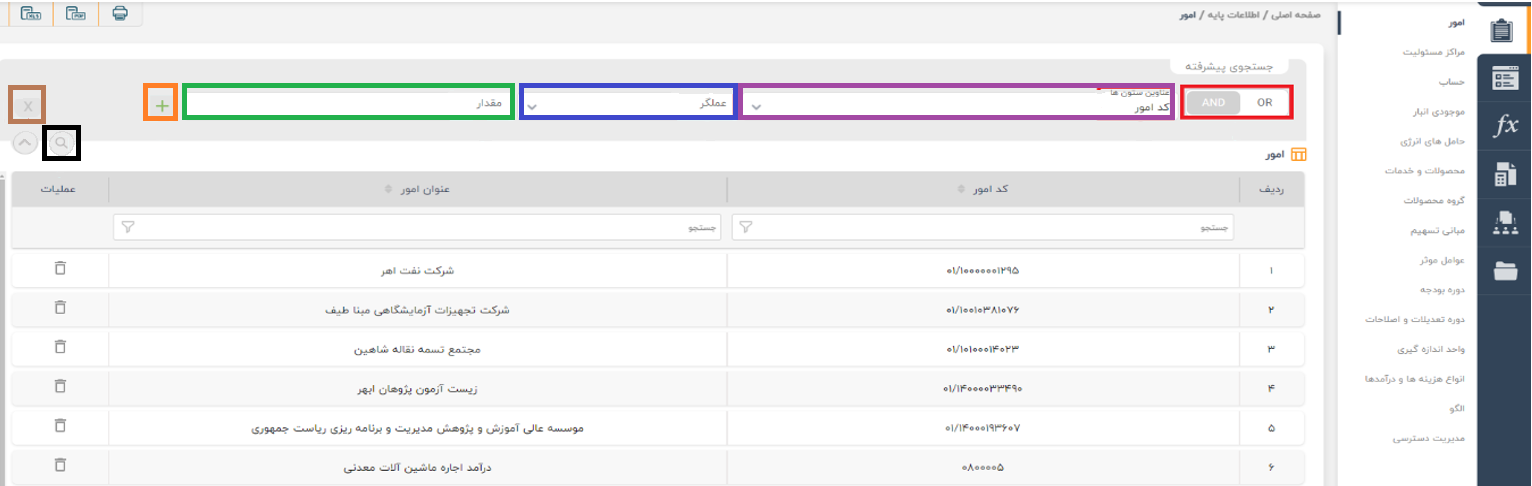 صفحه اصلی / اطلاعات پایه / امور
XLS
PDF
امور
مراکز مسئولیت
حساب
موجودی انبار
حامل های انرژی
محصولات و خدمات
گروه محصولات
مبانی تسهیم
عوامل موثر
دوره بودجه
دوره تعدیلات و اصلاحات
واحد اندازه گیری
انواع هزینه ها و درآمدها
الگو
مدیریت دسترسی
fx
جستجوی پیشرفته
AND OR
عناوین ستون ها
کد امور
عملگر
مقدار
+
X
امور
ردیف کد امور عنوان امور عملیات
جستجو جستجو
۱ ۰۱/۱۰۰۰۰۰۰۱۲۹۵ شرکت نفت اهر
۲ ۰۱/۱۰۰۱۰۳۸۱۰۷۶ شرکت تجهیزات آزمایشگاهی مبنا طیف
۳ ۰۱/۱۰۱۰۰۰۱۴۰۲۳ مجتمع تسمه نقاله شاهین
۴ ۰۱/۱۴۰۰۰۰۳۳۴۹۰ زیست آزمون پژوهان ابهر
۵ ۰۱/۱۴۰۰۰۱۹۳۶۰۷ موسسه عالی آموزش و پژوهش مدیریت و برنامه ریزی ریاست جمهوری
۶ ۰۸۰۰۰۰۵ درآمد اجاره ماشین آلات معدنی